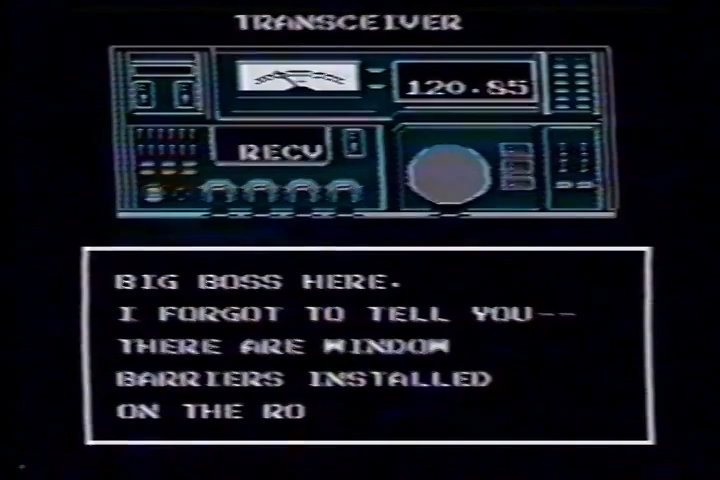 TRANSCEIVER
120.85
RECV
BIG BOSS HERE.
I FORGOT TO TELL YOU--
THERE ARE WINDOW
BARRIERS INSTALLED
ON THE RO